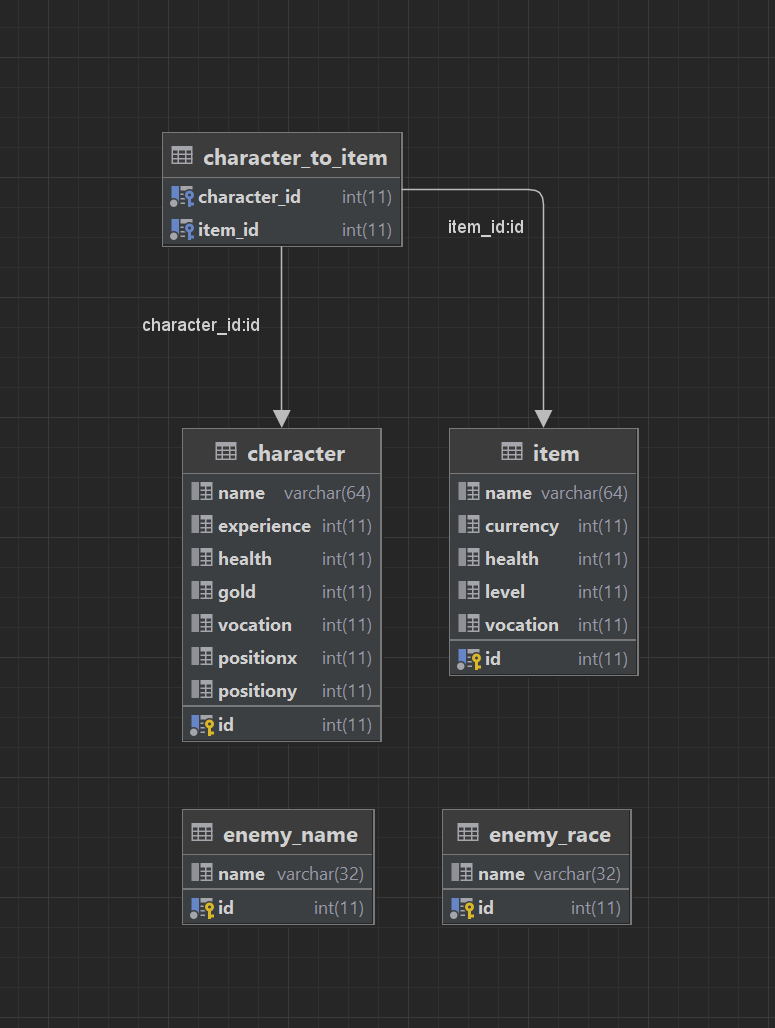 character_to_item
character_id int(11)
item_id int(11)
item_id:id
character_id:id
character
name varchar(64)
experience int(11)
health int(11)
gold int(11)
vocation int(11)
positionx int(11)
positiony int(11)
id int(11)
item
name varchar(64)
currency int(11)
health int(11)
level int(11)
vocation int(11)
id int(11)
enemy_name
name varchar(32)
id int(11)
enemy_race
name varchar(32)
id int(11)